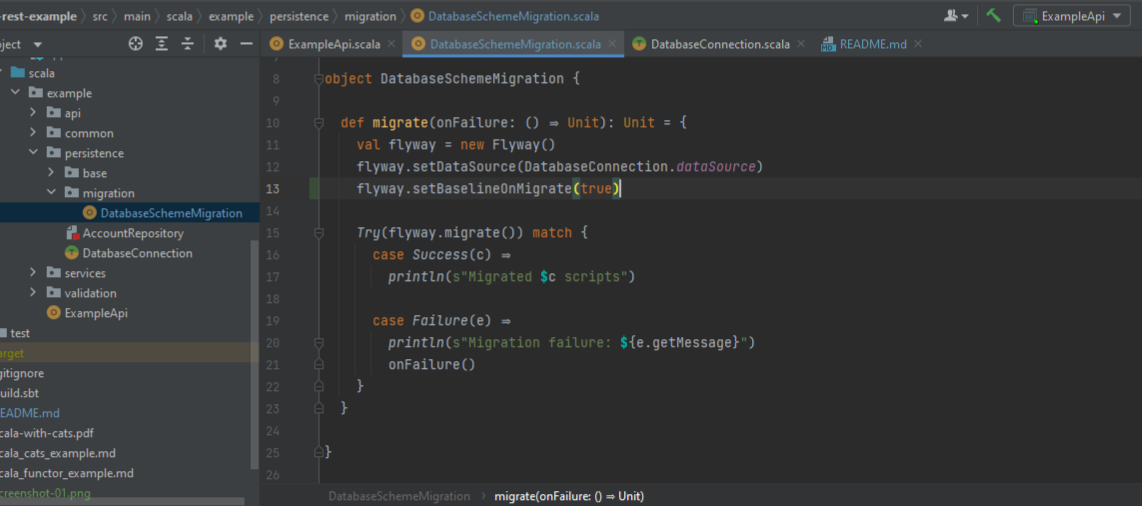 -rest-example > src > main > scala > example > persistence > migration > DatabaseSchemeMigration.scala
ExampleApi
ject
ExampleApi.scala
DatabaseSchemeMigration.scala
DatabaseConnection.scala
README.md
scala
example
api
common
persistence
base
migration
DatabaseSchemeMigration
AccountRepository
DatabaseConnection
services
validation
ExampleApi
test
arget
gitignore
uild.sbt
EADME.md
cala-with-cats.pdf
cala_cats_example.md
cala_functor_example.md
creenshot-01.png
8 object DatabaseSchemeMigration {
9
10 def migrate(onFailure: () ⇒ Unit): Unit = {
11 val flyway = new Flyway()
12 flyway.setDataSource(DatabaseConnection.dataSource)
13 flyway.setBaselineOnMigrate(true)
14
15 Try(flyway.migrate()) match {
16 case Success(c) ⇒
17 println(s"Migrated $c scripts")
18
19 case Failure(e) ⇒
20 println(s"Migration failure: ${e.getMessage}")
21 onFailure()
22 }
23 }
24
25 }
26
DatabaseSchemeMigration > migrate(onFailure: () ⇒ Unit)